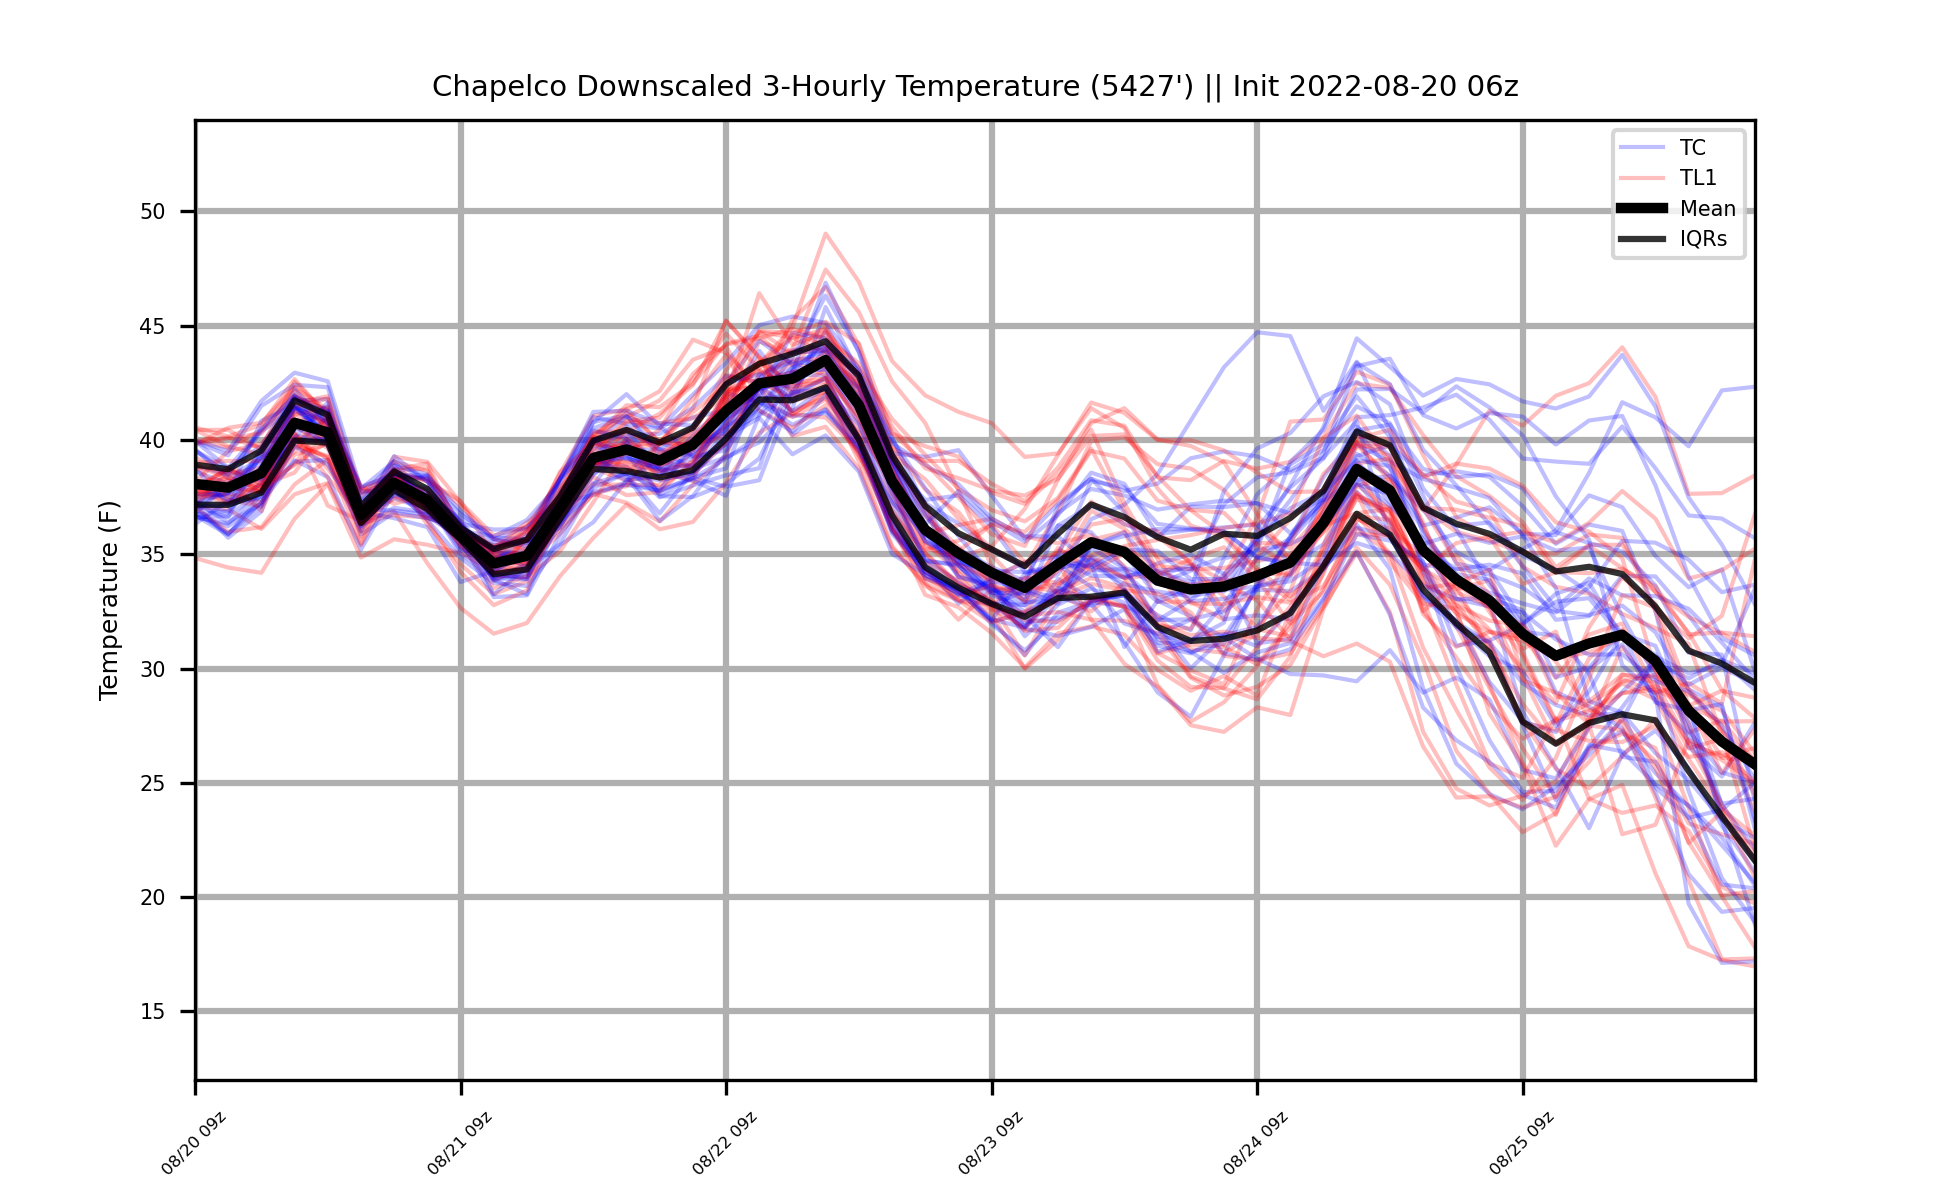 Chapelco Downscaled 3-Hourly Temperature (5427') || Init 2022-08-20 06z
TC
TL1
Mean
IQRs
Temperature (F)
50
45
40
35
30
25
20
15
08/20 09z
08/21 09z
08/22 09z
08/23 09z
08/24 09z
08/25 09z